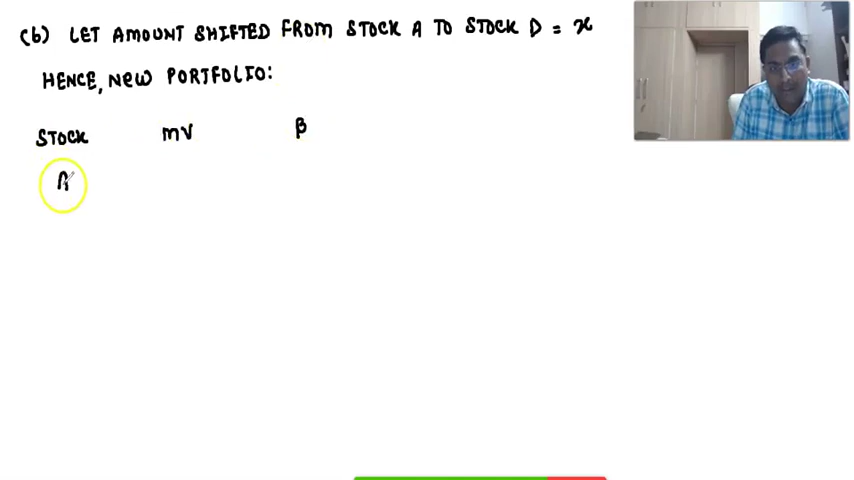 (b) LET AMOUNT SHIFTED FROM STOCK A TO STOCK D = x
HENCE, NEW PORTFOLIO:
STOCK MV β
A